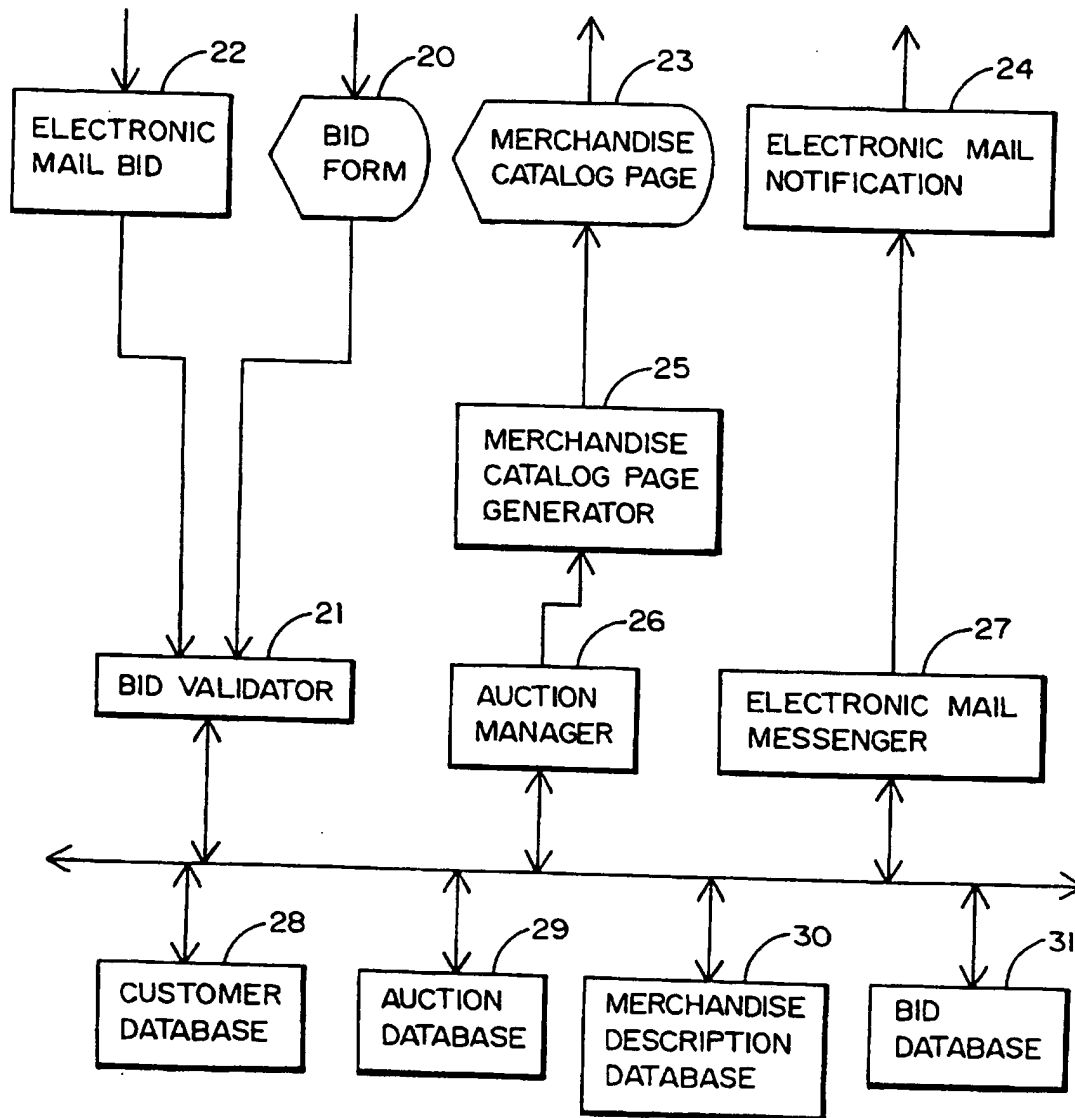 22
ELECTRONIC
MAIL BID
20
BID
FORM
23
MERCHANDISE
CATALOG PAGE
24
ELECTRONIC MAIL
NOTIFICATION
25
MERCHANDISE
CATALOG PAGE
GENERATOR
21
BID VALIDATOR
26
AUCTION
MANAGER
27
ELECTRONIC MAIL
MESSENGER
28
CUSTOMER
DATABASE
29
AUCTION
DATABASE
30
MERCHANDISE
DESCRIPTION
DATABASE
31
BID
DATABASE